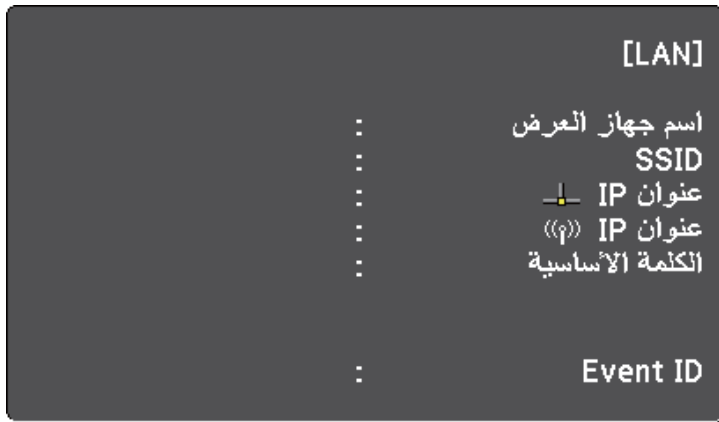 [LAN]
اسم جهاز العرض :
SSID :
عنوان IP :
عنوان IP :
الكلمة الأساسية :
Event ID :